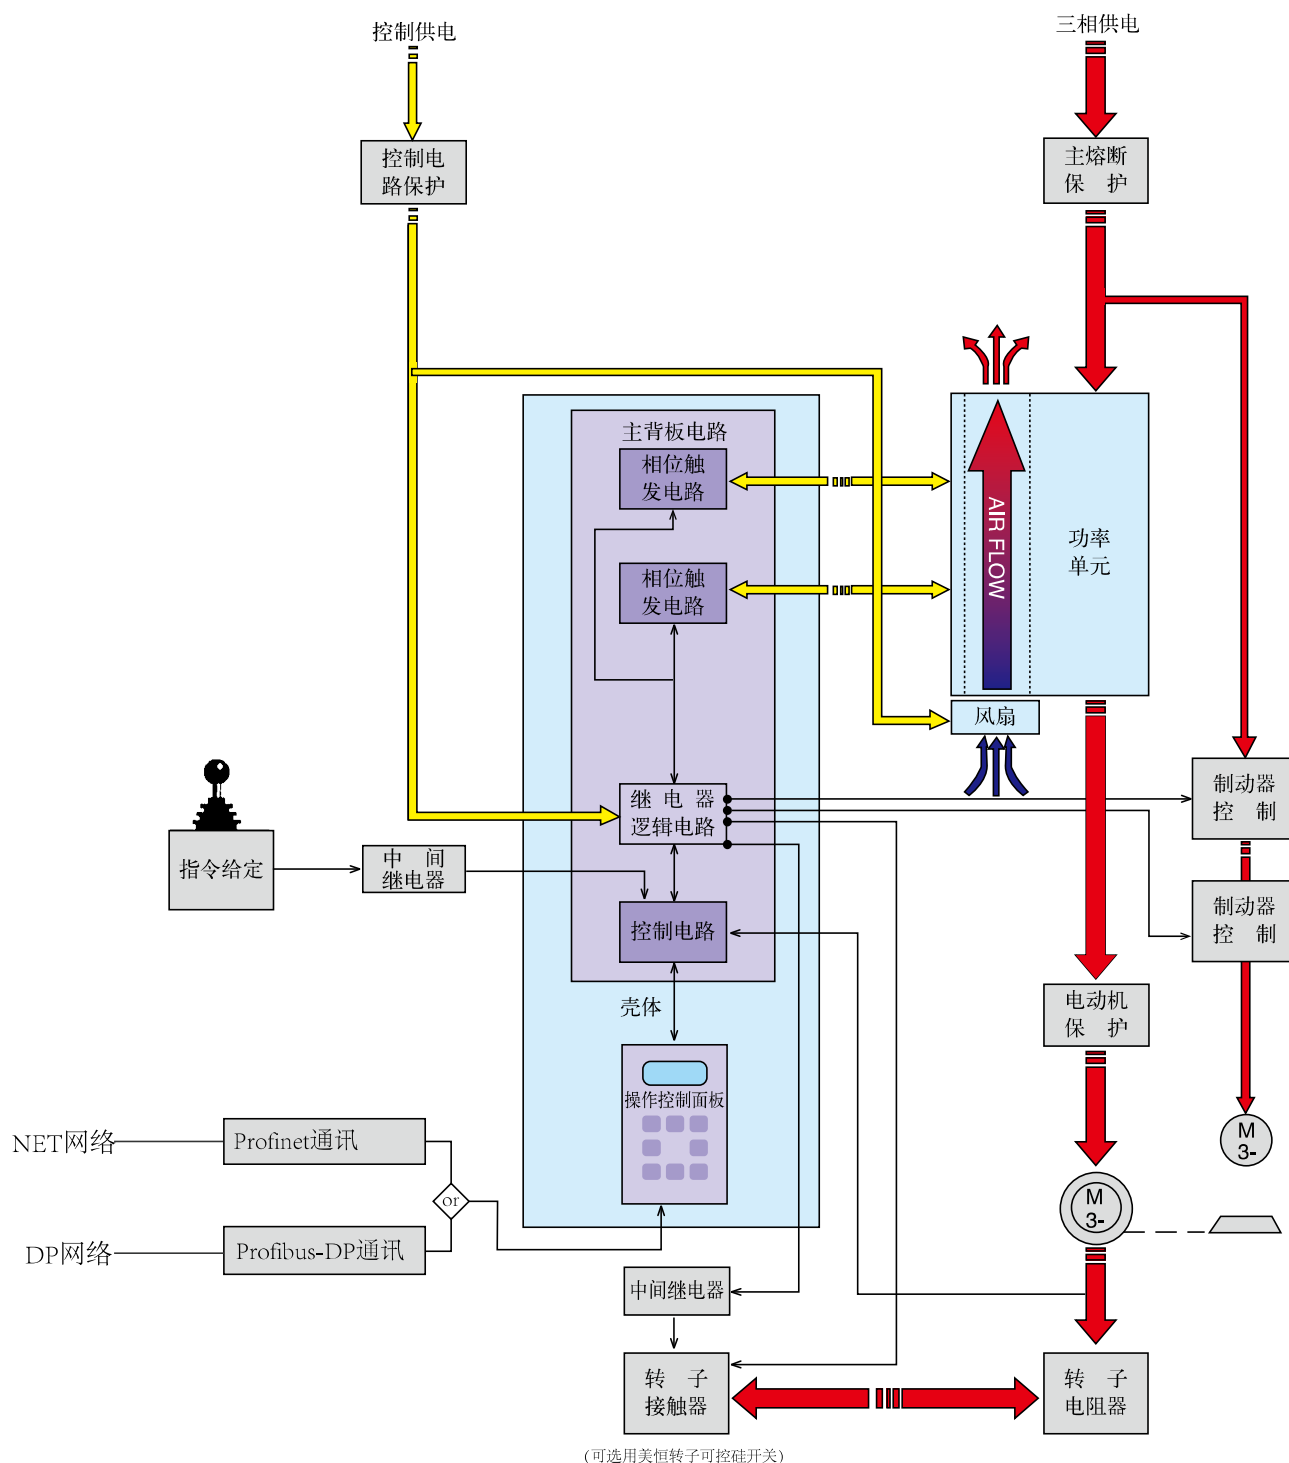 控制供电
三相供电
控制电
路保护
主熔断
保 护
主背板电路
相位触
发电路
AIR FLOW
功率
单元
相位触
发电路
风扇
继 电 器
逻辑电路
制动器
控 制
指令给定
中 间
继电器
控制电路
制动器
控 制
壳体
电动机
保 护
操作控制面板
NET网络
Profinet通讯
M
3-
or
M
3-
DP网络
Profibus-DP通讯
中间继电器
转 子
接触器
转 子
电阻器
(可选用美恒转子可控硅开关)